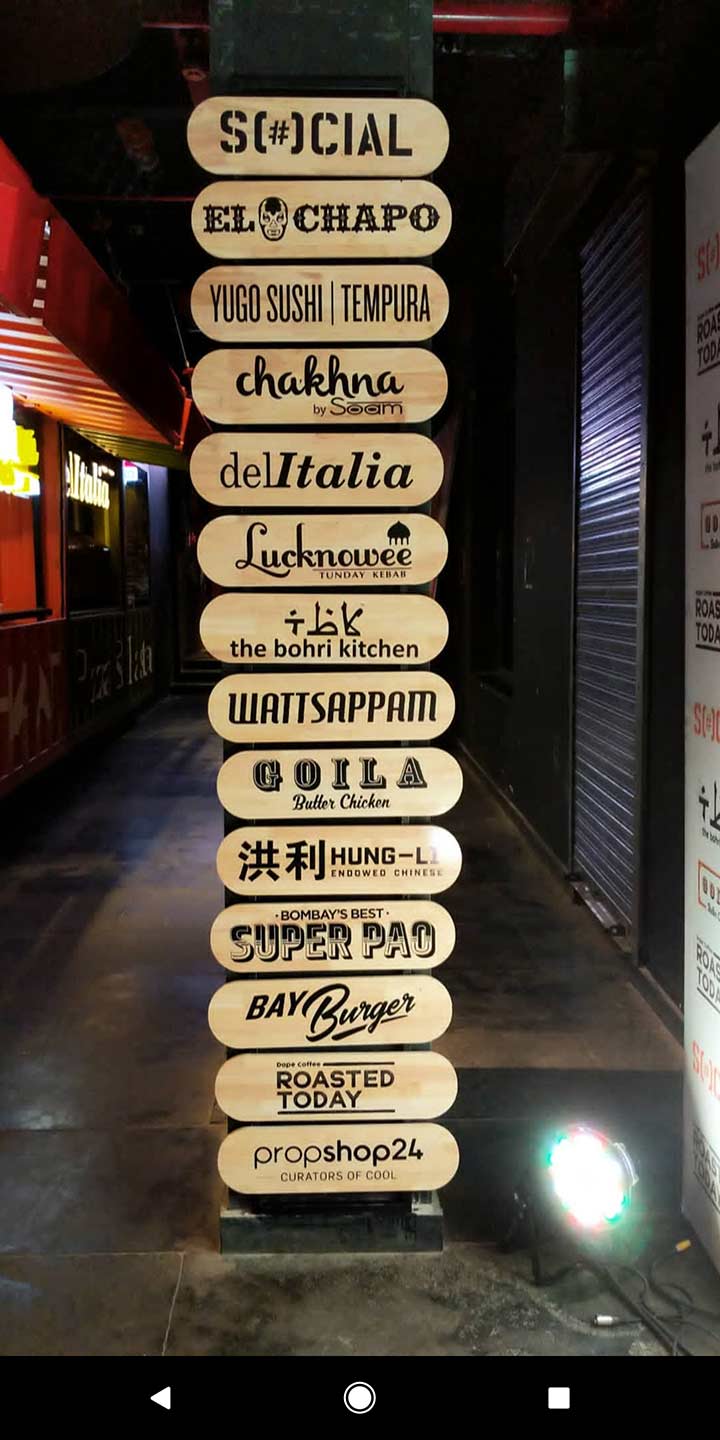 S(#)CIAL
EL CHAPO
YUGO SUSHI | TEMPURA
chakhna
by Soam
delItalia
Lucknowee
TUNDAY KEBAB
the bohri kitchen
WATTSAPPAM
GOILA
Butter Chicken
洪利 HUNG-LI
ENDOWED CHINESE
·BOMBAY'S BEST·
SUPER PAO
BAY Burger
Dope Coffee
ROASTED
TODAY
propshop24
CURATORS OF COOL
elItalia